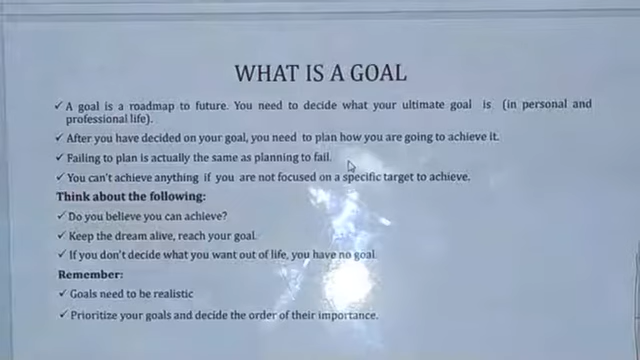 WHAT IS A GOAL
✓ A goal is a roadmap to future. You need to decide what your ultimate goal is (in personal and
professional life).
✓ After you have decided on your goal, you need to plan how you are going to achieve it.
✓ Failing to plan is actually the same as planning to fail.
✓ You can't achieve anything if you are not focused on a specific target to achieve.
Think about the following:
✓ Do you believe you can achieve?
✓ Keep the dream alive, reach your goal.
✓ If you don't decide what you want out of life, you have no goal.
Remember:
✓ Goals need to be realistic
✓ Prioritize your goals and decide the order of their importance.